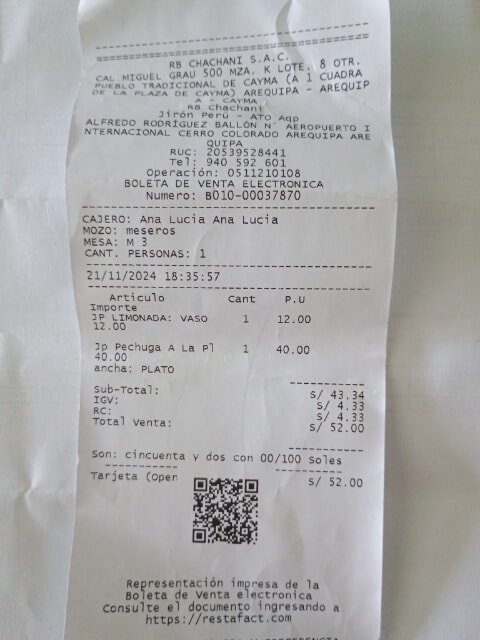 RB CHACHANI S.A.C.
CAL.MIGUEL GRAU 500 MZA. K LOTE. 8 OTR.
PUEBLO TRADICIONAL DE CAYMA (A 1 CUADRA
DE LA PLAZA DE CAYMA) AREQUIPA - AREQUIP
A - CAYMA
RB Chachani
Jirón Perú - ATO Aqp
ALFREDO RODRÍGUEZ BALLÓN N° AEROPUERTO I
NTERNACIONAL CERRO COLORADO AREQUIPA ARE
QUIPA
RUC: 20539528441
Tel: 940 592 601
Operación: 0511210108
BOLETA DE VENTA ELECTRONICA
Numero: B010-00037870
CAJERO: Ana Lucia Ana Lucia
MOZO: meseros
MESA: M 3
CANT. PERSONAS: 1
21/11/2024 18:35:57
Articulo Cant P.U
Importe
JP LIMONADA: VASO 1 12.00
12.00
Jp Pechuga A La Pl 1 40.00
40.00
ancha: PLATO
Sub-Total: S/ 43.34
IGV: S/ 4.33
RC: S/ 4.33
Total Venta: S/ 52.00
Son: cincuenta y dos con 00/100 Soles
Tarjeta (Open S/ 52.00
Representación impresa de la
Boleta de Venta electronica
Consulte el documento ingresando a
https://restafact.com